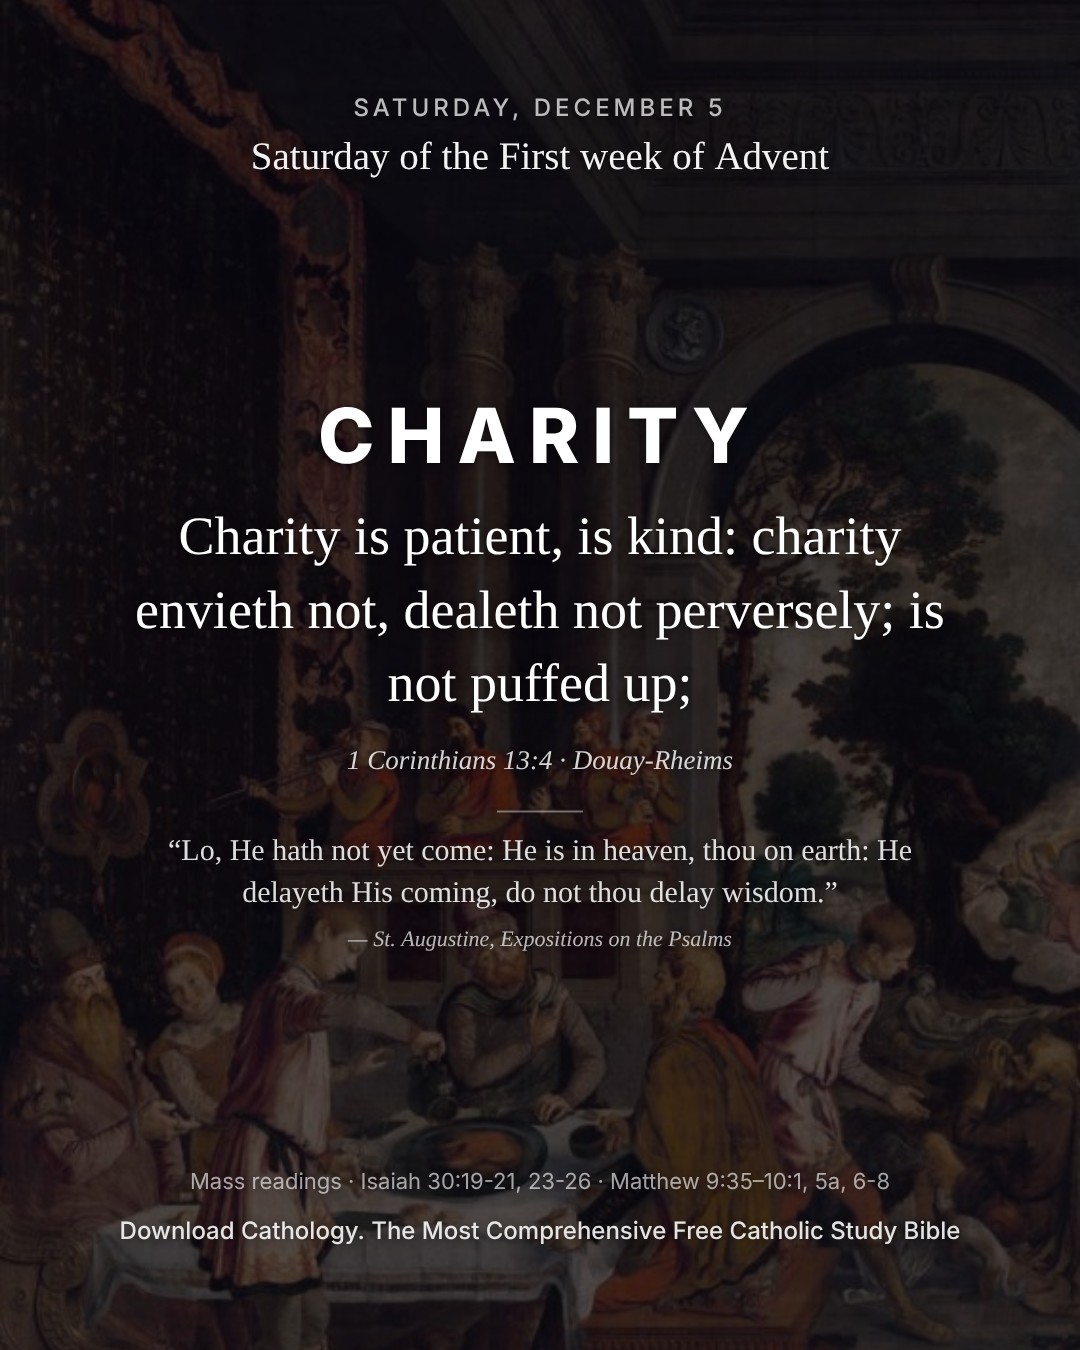 SATURDAY, DECEMBER 5
Saturday of the First week of Advent
CHARITY
Charity is patient, is kind: charity
envieth not, dealeth not perversely; is
not puffed up;
1 Corinthians 13:4 · Douay-Rheims
“Lo, He hath not yet come: He is in heaven, thou on earth: He
delayeth His coming, do not thou delay wisdom.”
— St. Augustine, Expositions on the Psalms
Mass readings · Isaiah 30:19-21, 23-26 · Matthew 9:35–10:1, 5a, 6-8
Download Cathology. The Most Comprehensive Free Catholic Study Bible